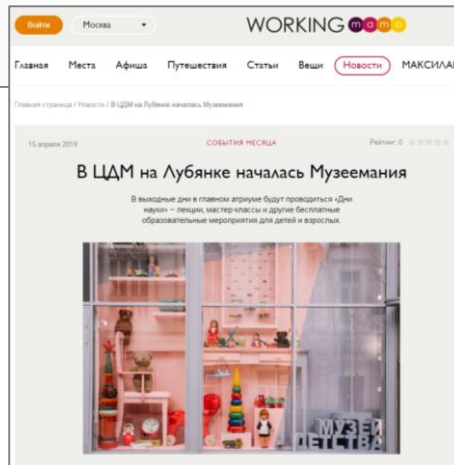 Войти
Москва
WORKING mama
Главная Места Афиша Путешествия Статьи Вещи Новости МАКСИЛА
Главная страница / Новости / В ЦДМ на Лубянке началась Музеемания
15 апреля 2019
СОБЫТИЯ МЕСЯЦА
Рейтинг: 0
В ЦДМ на Лубянке началась Музеемания
В выходные дни в главном атриуме будут проводиться «Дни
науки» – лекции, мастер-классы и другие бесплатные
образовательные мероприятия для детей и взрослых.
МУЗЕЙ
ДЕТСТВА